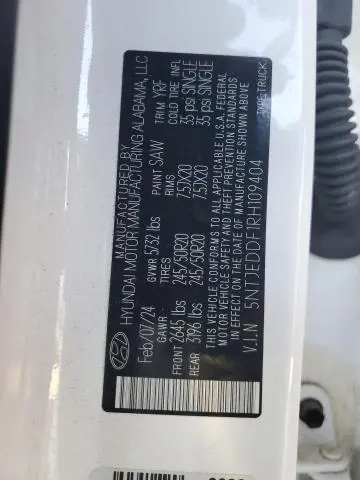 MANUFACTURED BY
HYUNDAI MOTOR MANUFACTURING ALABAMA, LLC
Feb/07/24 GVWR 5732 lbs PAINT SAW TRIM YRF
GAWR: TIRES RIMS COLD TIRE INFL
FRONT 2645 lbs 245/50R20 7.5JX20 35 psi SINGLE
REAR 3196 lbs 245/50R20 7.5JX20 35 psi SINGLE
THIS VEHICLE CONFORMS TO ALL APPLICABLE U.S.A. FEDERAL
MOTOR VEHICLE SAFETY AND THEFT PREVENTION STANDARDS
IN EFFECT ON THE DATE OF MANUFACTURE SHOWN ABOVE.
V.I.N 5NTJEDDF1RH109404 TYPE:TRUCK